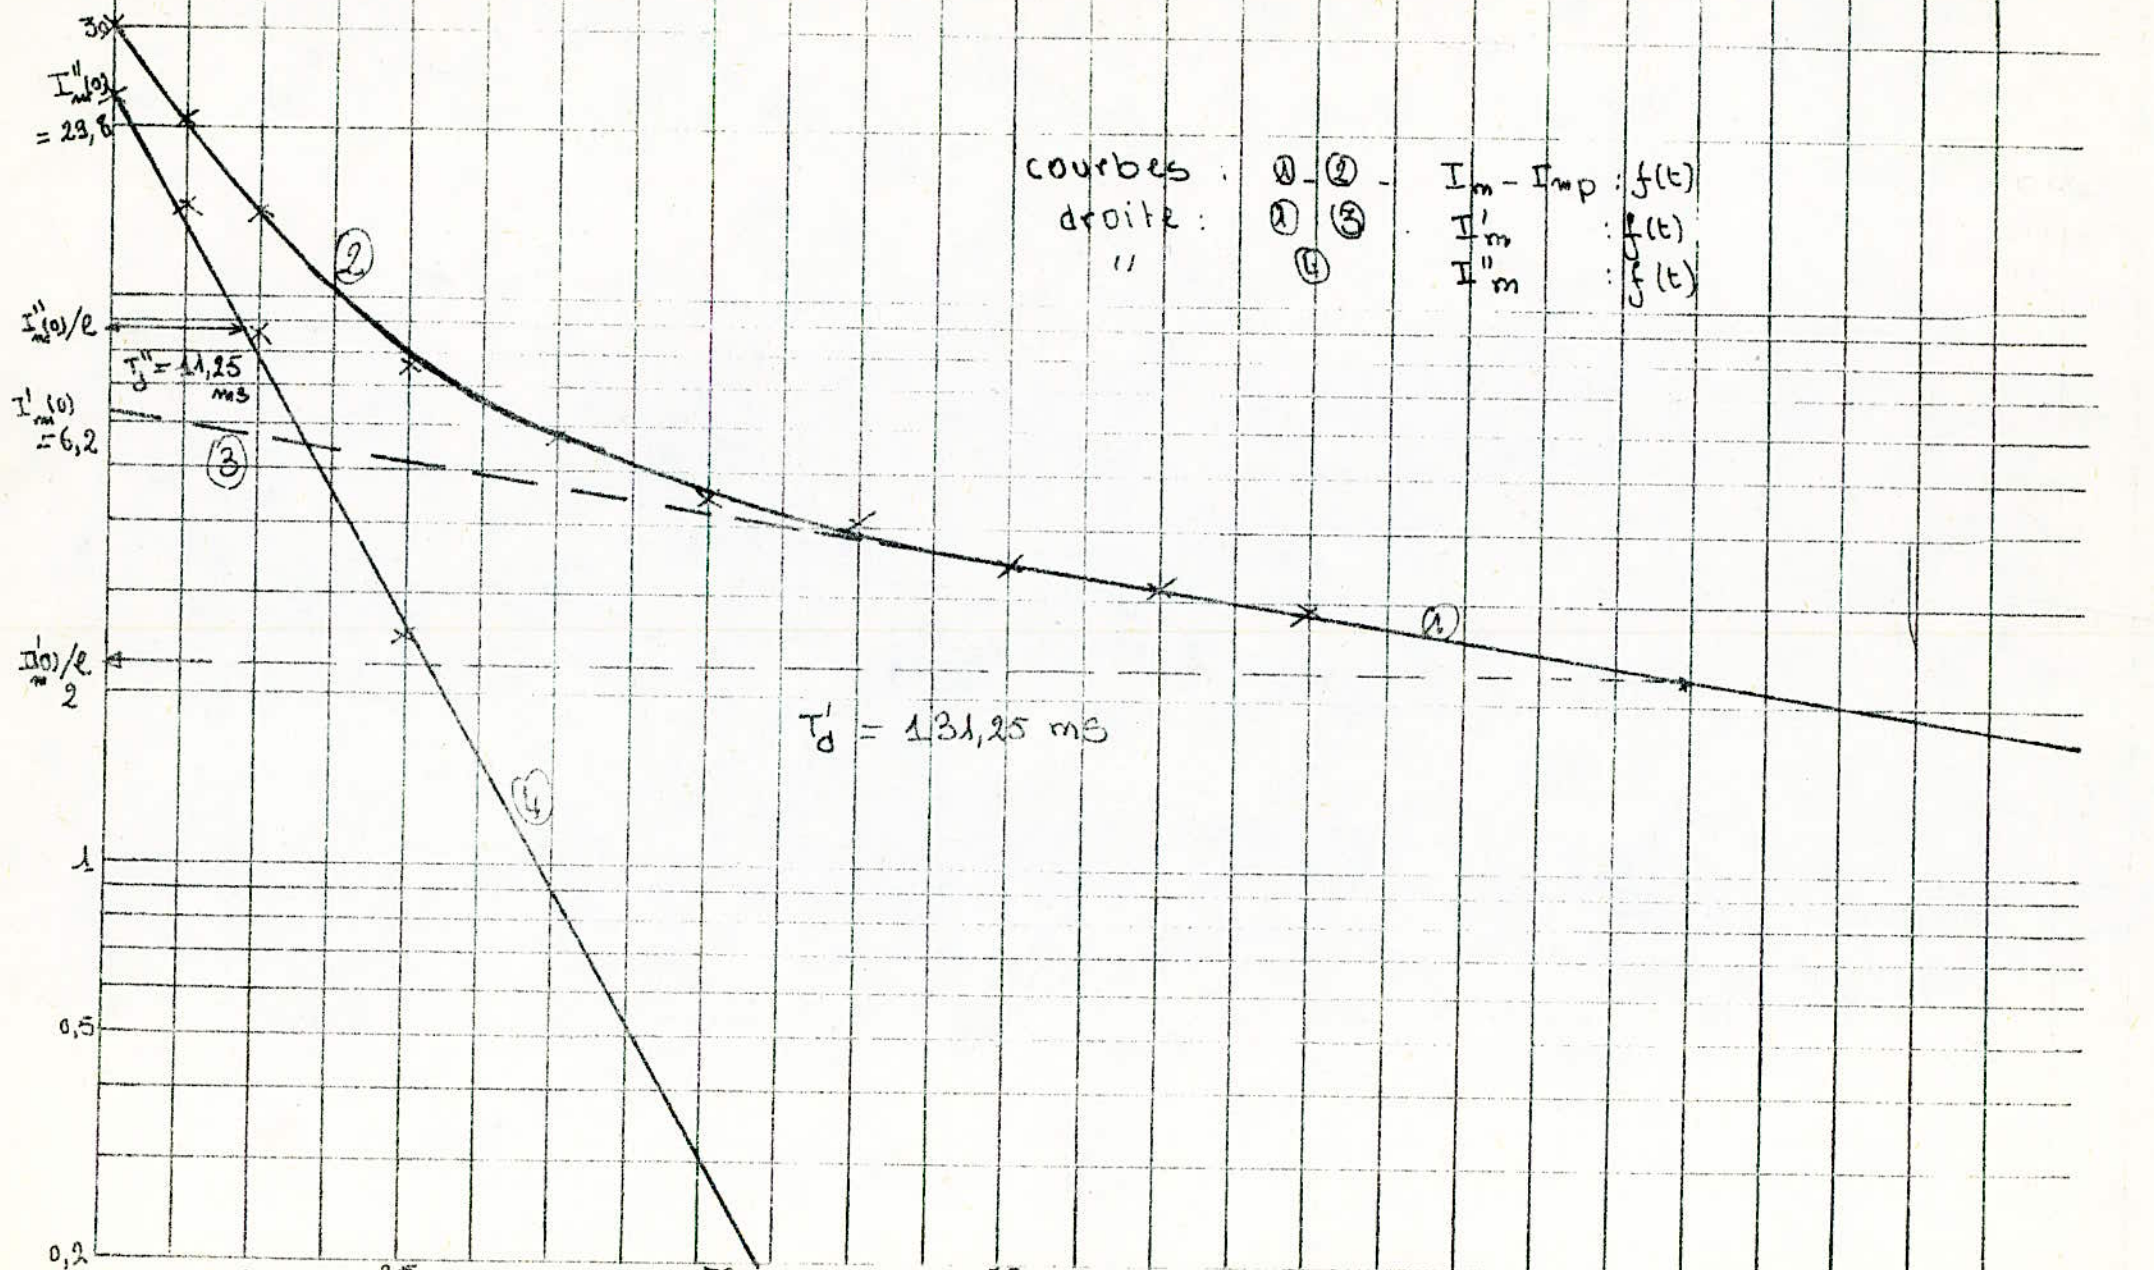 30
I"m(0)
= 23,8
courbes : ① - ② - Im - Imp : f(t)
droite : ① ③ . I'm : f(t)
" ④ I"m : f(t)
②
I"m(0)/e
T"d = 11,25
ms
I'm(0)
= 6,2
③
①
I'm(0)/e
2
T'd = 131,25 ms
④
1
0,5
0,2